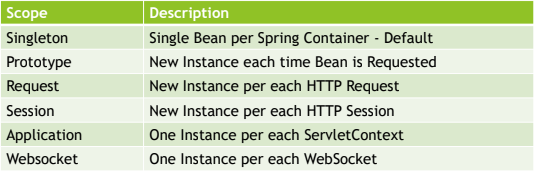 Scope Description
Singleton Single Bean per Spring Container - Default
Prototype New Instance each time Bean is Requested
Request New Instance per each HTTP Request
Session New Instance per each HTTP Session
Application One Instance per each ServletContext
Websocket One Instance per each WebSocket